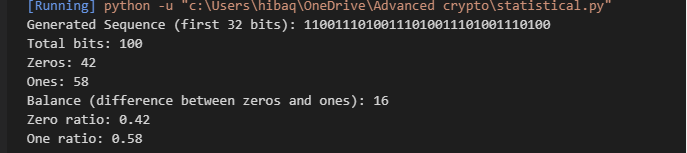 [Running] python -u "c:\Users\hibaq\OneDrive\Advanced crypto\statistical.py"
Generated Sequence (first 32 bits): 11001110100111010011101001110100
Total bits: 100
Zeros: 42
Ones: 58
Balance (difference between zeros and ones): 16
Zero ratio: 0.42
One ratio: 0.58